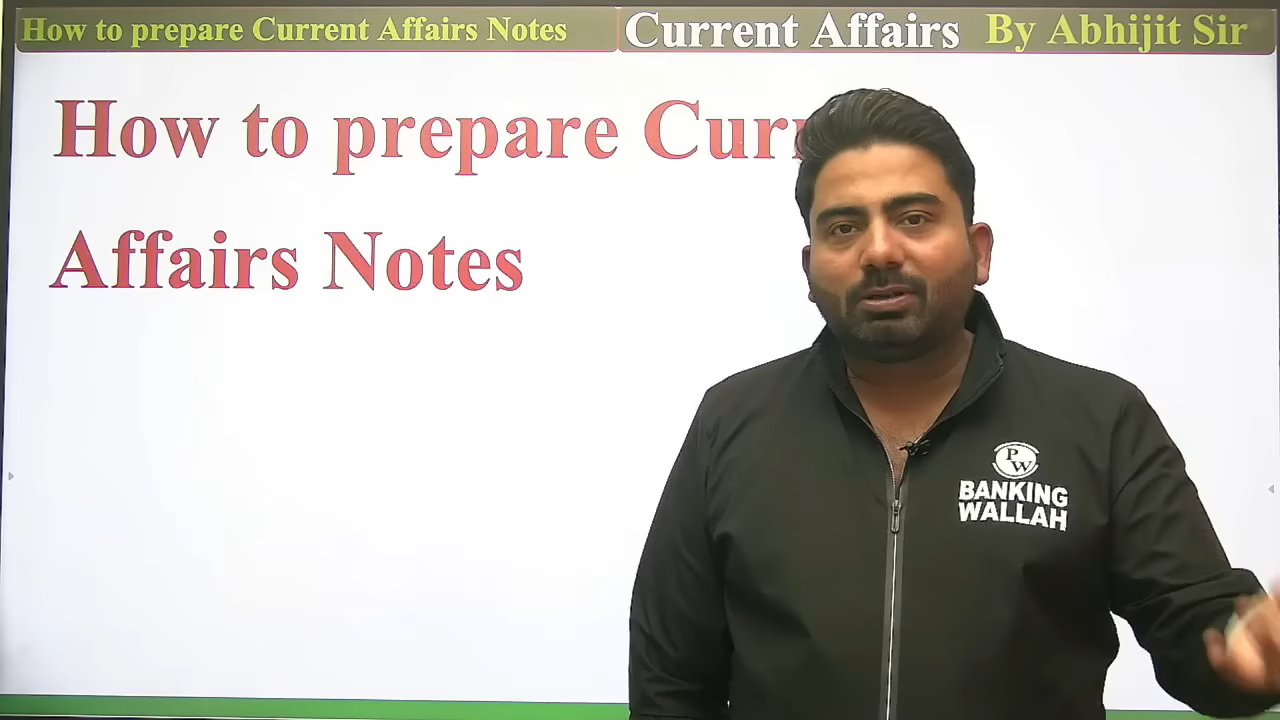 How to prepare Current Affairs Notes
Current Affairs By Abhijit Sir
How to prepare Curr
Affairs Notes
PW
BANKING
WALLAH